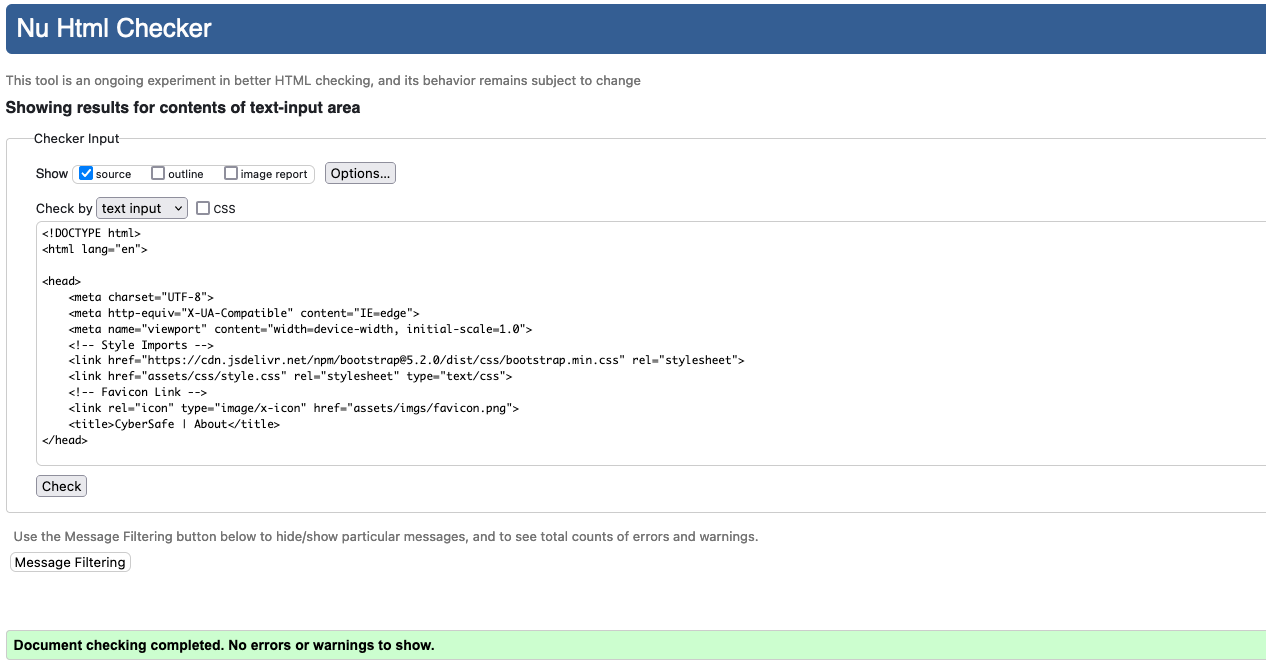 Nu Html Checker
This tool is an ongoing experiment in better HTML checking, and its behavior remains subject to change
Showing results for contents of text-input area
Checker Input
Show source outline image report Options...
Check by text input CSS
<!DOCTYPE html>
<html lang="en">
<head>
    <meta charset="UTF-8">
    <meta http-equiv="X-UA-Compatible" content="IE=edge">
    <meta name="viewport" content="width=device-width, initial-scale=1.0">
    <!-- Style Imports -->
    <link href="https://cdn.jsdelivr.net/npm/bootstrap@5.2.0/dist/css/bootstrap.min.css" rel="stylesheet">
    <link href="assets/css/style.css" rel="stylesheet" type="text/css">
    <!-- Favicon Link -->
    <link rel="icon" type="image/x-icon" href="assets/imgs/favicon.png">
    <title>CyberSafe | About</title>
</head>
Check
Use the Message Filtering button below to hide/show particular messages, and to see total counts of errors and warnings.
Message Filtering
Document checking completed. No errors or warnings to show.